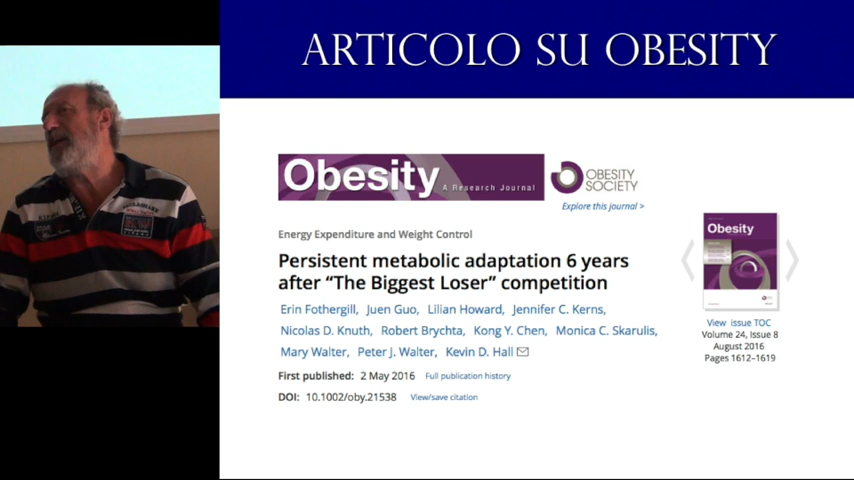 ARTICOLO SU OBESITY
Obesity
A Research Journal
OBESITY
SOCIETY
Explore this journal >
Energy Expenditure and Weight Control
Persistent metabolic adaptation 6 years
after “The Biggest Loser” competition
Erin Fothergill, Juen Guo, Lilian Howard, Jennifer C. Kerns,
Nicolas D. Knuth, Robert Brychta, Kong Y. Chen, Monica C. Skarulis,
Mary Walter, Peter J. Walter, Kevin D. Hall
First published: 2 May 2016 Full publication history
DOI: 10.1002/oby.21538 View/save citation
Obesity
View issue TOC
Volume 24, Issue 8
August 2016
Pages 1612–1619